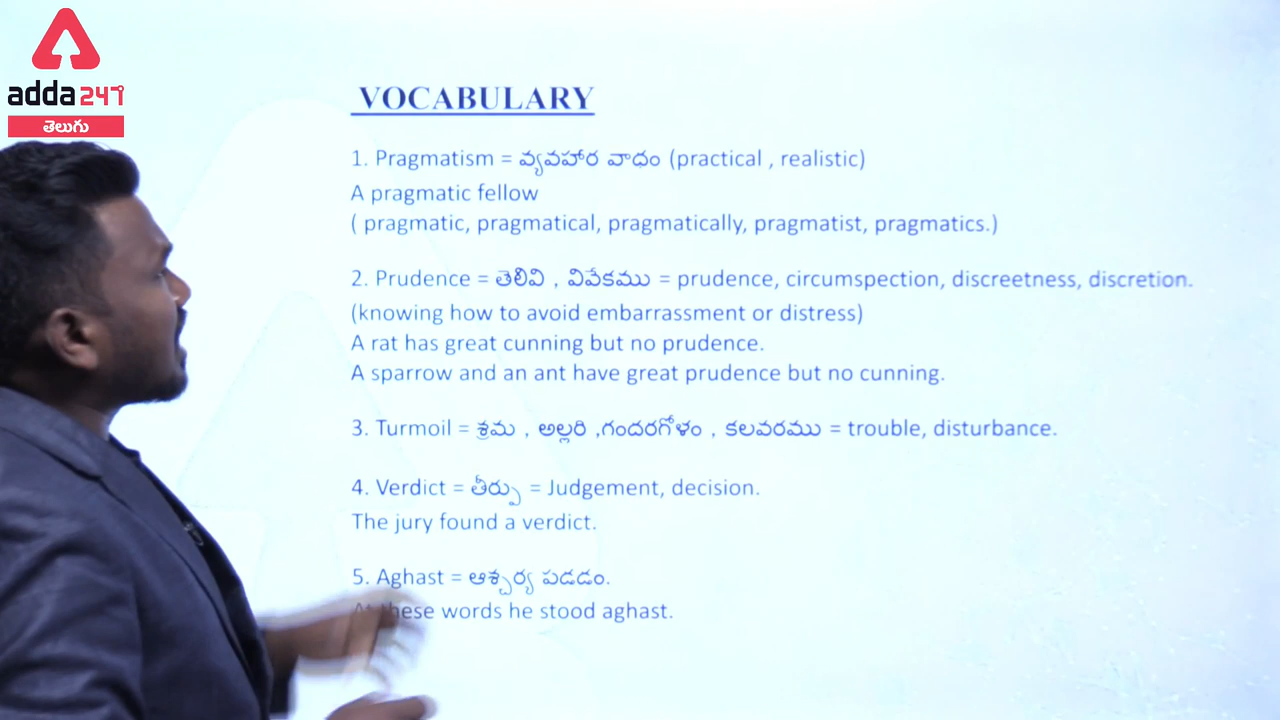 adda247
తెలుగు
VOCABULARY
1. Pragmatism = వ్యవహార వాదం (practical , realistic)
A pragmatic fellow
( pragmatic, pragmatical, pragmatically, pragmatist, pragmatics.)
2. Prudence = తెలివి , వివేకము = prudence, circumspection, discreetness, discretion.
(knowing how to avoid embarrassment or distress)
A rat has great cunning but no prudence.
A sparrow and an ant have great prudence but no cunning.
3. Turmoil = శ్రమ , అల్లరి ,గందరగోళం , కలవరము = trouble, disturbance.
4. Verdict = తీర్పు = Judgement, decision.
The jury found a verdict.
5. Aghast = ఆశ్చర్య పడడం.
At these words he stood aghast.